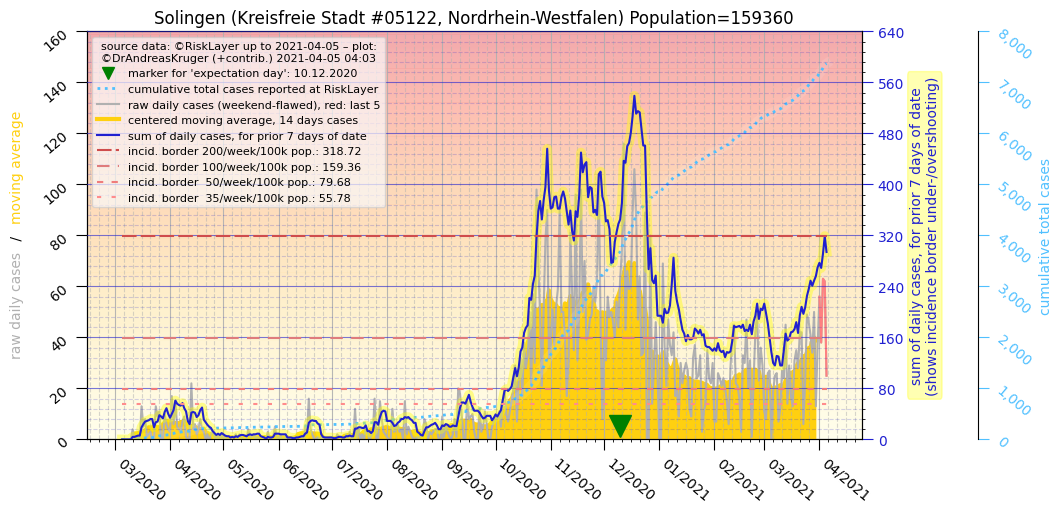 Solingen (Kreisfreie Stadt #05122, Nordrhein-Westfalen) Population=159360
source data: ©RiskLayer up to 2021-04-05 – plot:
©DrAndreasKruger (+contrib.) 2021-04-05 04:03
marker for 'expectation day': 10.12.2020
cumulative total cases reported at RiskLayer
raw daily cases (weekend-flawed), red: last 5
centered moving average, 14 days cases
sum of daily cases, for prior 7 days of date
incid. border 200/week/100k pop.: 318.72
incid. border 100/week/100k pop.: 159.36
incid. border  50/week/100k pop.: 79.68
incid. border  35/week/100k pop.: 55.78
raw daily cases / moving average
160
140
120
100
80
60
40
20
0
640
560
480
400
320
240
160
80
0
sum of daily cases, for prior 7 days of date
(shows incidence border under-/overshooting)
8,000
7,000
6,000
5,000
4,000
3,000
2,000
1,000
0
cumulative total cases
03/2020
04/2020
05/2020
06/2020
07/2020
08/2020
09/2020
10/2020
11/2020
12/2020
01/2021
02/2021
03/2021
04/2021